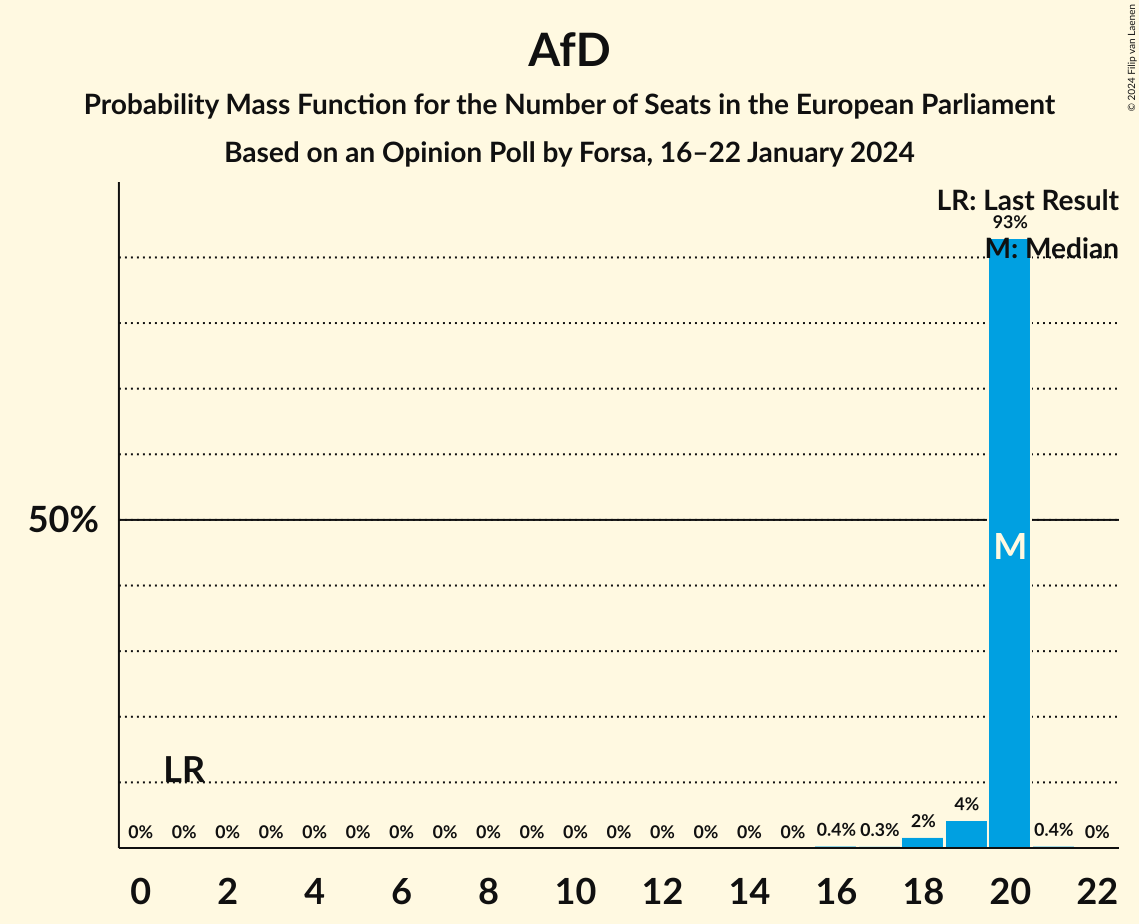 AfD
Probability Mass Function for the Number of Seats in the European Parliament
Based on an Opinion Poll by Forsa, 16–22 January 2024
© 2024 Filip van Laenen
LR: Last Result
93%
M: Median
50%
M
LR
0% 0% 0% 0% 0% 0% 0% 0% 0% 0% 0% 0% 0% 0% 0% 0% 0.4% 0.3% 2% 4% 0.4% 0%
0 2 4 6 8 10 12 14 16 18 20 22